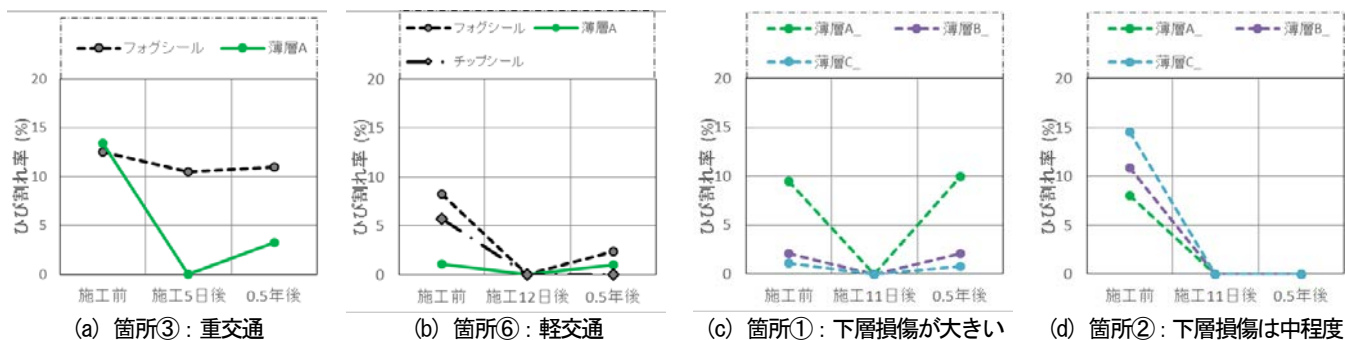 フォグシール 薄層A
20
15
10
5
0
ひび割れ率 (%)
施工前 施工5日後 0.5年後
(a) 箇所③：重交通
フォグシール 薄層A
チップシール
20
15
10
5
0
ひび割れ率 (%)
施工前 施工12日後 0.5年後
(b) 箇所⑥：軽交通
薄層A_ 薄層B_
薄層C_
20
15
10
5
0
ひび割れ率 (%)
施工前 施工11日後 0.5年後
(c) 箇所①：下層損傷が大きい
薄層A_ 薄層B_
薄層C_
20
15
10
5
0
ひび割れ率 (%)
施工前 施工11日後 0.5年後
(d) 箇所②：下層損傷は中程度